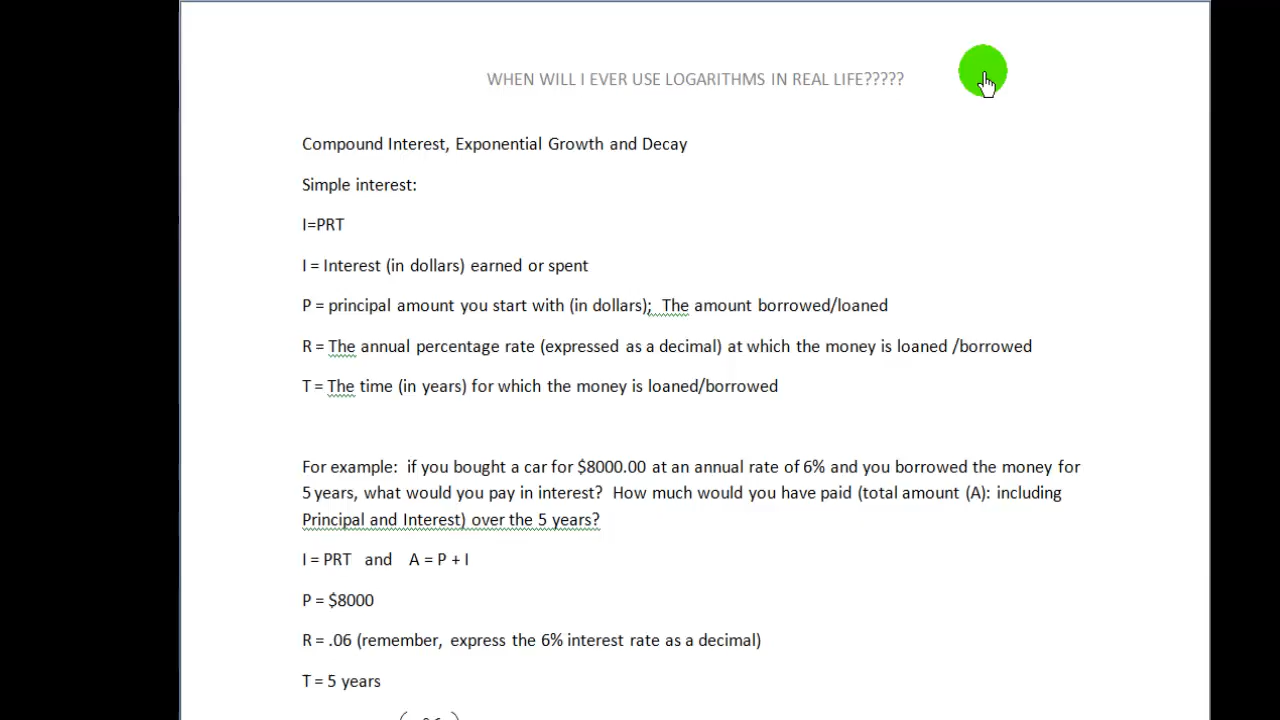 WHEN WILL I EVER USE LOGARITHMS IN REAL LIFE?????
Compound Interest, Exponential Growth and Decay
Simple interest:
I=PRT
I = Interest (in dollars) earned or spent
P = principal amount you start with (in dollars);  The amount borrowed/loaned
R = The annual percentage rate (expressed as a decimal) at which the money is loaned /borrowed
T = The time (in years) for which the money is loaned/borrowed
For example:  if you bought a car for $8000.00 at an annual rate of 6% and you borrowed the money for
5 years, what would you pay in interest?  How much would you have paid (total amount (A): including
Principal and Interest) over the 5 years?
I = PRT   and    A = P + I
P = $8000
R = .06 (remember, express the 6% interest rate as a decimal)
T = 5 years